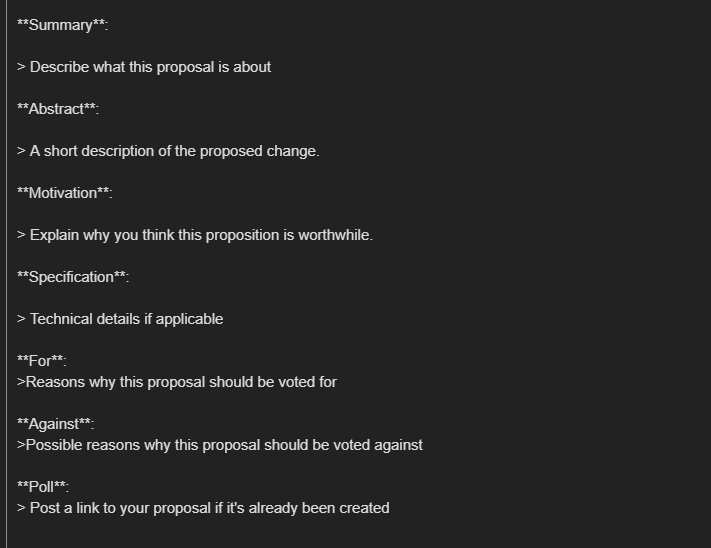 **Summary**:
> Describe what this proposal is about
**Abstract**:
> A short description of the proposed change.
**Motivation**:
> Explain why you think this proposition is worthwhile.
**Specification**:
> Technical details if applicable
**For**:
>Reasons why this proposal should be voted for
**Against**:
>Possible reasons why this proposal should be voted against
**Poll**:
> Post a link to your proposal if it's already been created